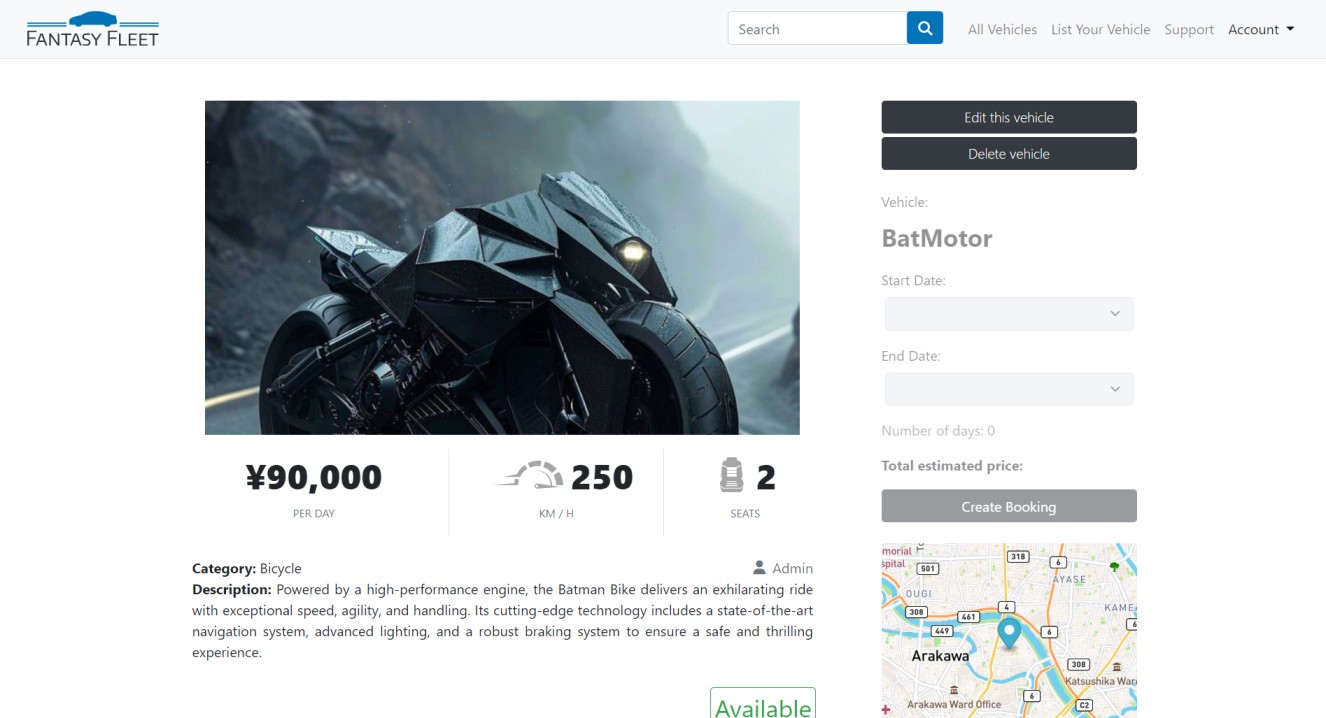 FANTASY FLEET
Search
All Vehicles
List Your Vehicle
Support
Account
Edit this vehicle
Delete vehicle
Vehicle:
BatMotor
Start Date:
End Date:
Number of days: 0
Total estimated price:
Create Booking
¥90,000
PER DAY
250
KM / H
2
SEATS
Category: Bicycle
Admin
Description: Powered by a high-performance engine, the Batman Bike delivers an exhilarating ride
with exceptional speed, agility, and handling. Its cutting-edge technology includes a state-of-the-art
navigation system, advanced lighting, and a robust braking system to ensure a safe and thrilling
experience.
Available
morial
spital
318
501
6
AYASE
OUGI
308
461
4
KAMEA
6
449
6
Arakawa
308
Katsushika Ward
6
Arakawa Ward Office
C2